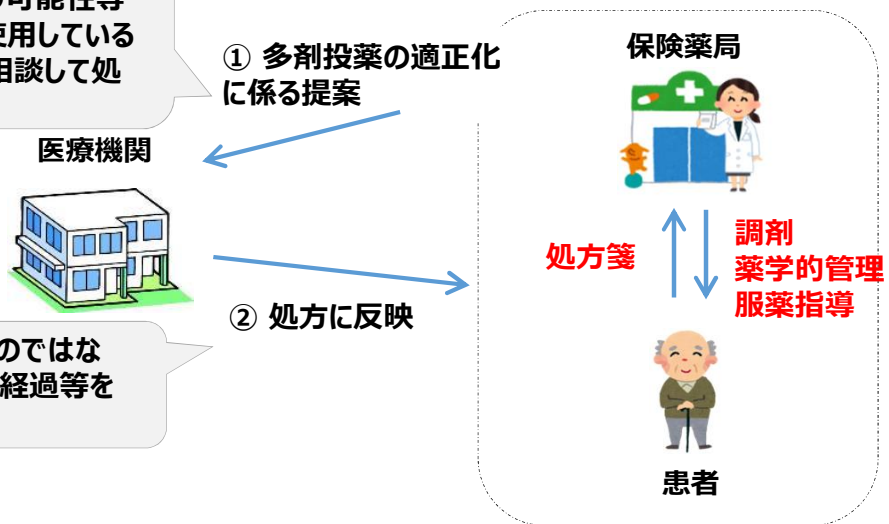 可能性等
使用している
相談して処
① 多剤投薬の適正化
に係る提案
医療機関
保険薬局
処方箋
調剤
薬学的管理
服薬指導
② 処方に反映
のではな
経過等を
患者